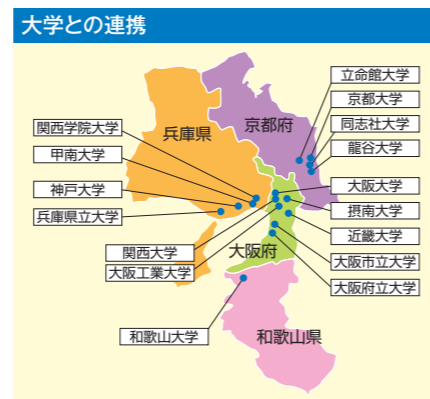 大学との連携
兵庫県
京都府
大阪府
和歌山県
立命館大学
京都大学
同志社大学
龍谷大学
関西学院大学
甲南大学
神戸大学
兵庫県立大学
大阪大学
摂南大学
近畿大学
大阪市立大学
大阪府立大学
関西大学
大阪工業大学
和歌山大学